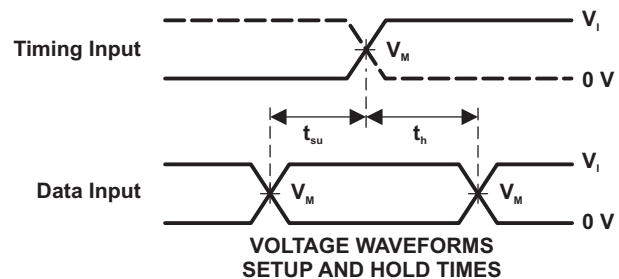 V_I
Timing Input
V_M
0 V
t_su
t_h
V_I
Data Input
V_M
V_M
0 V
VOLTAGE WAVEFORMS
SETUP AND HOLD TIMES